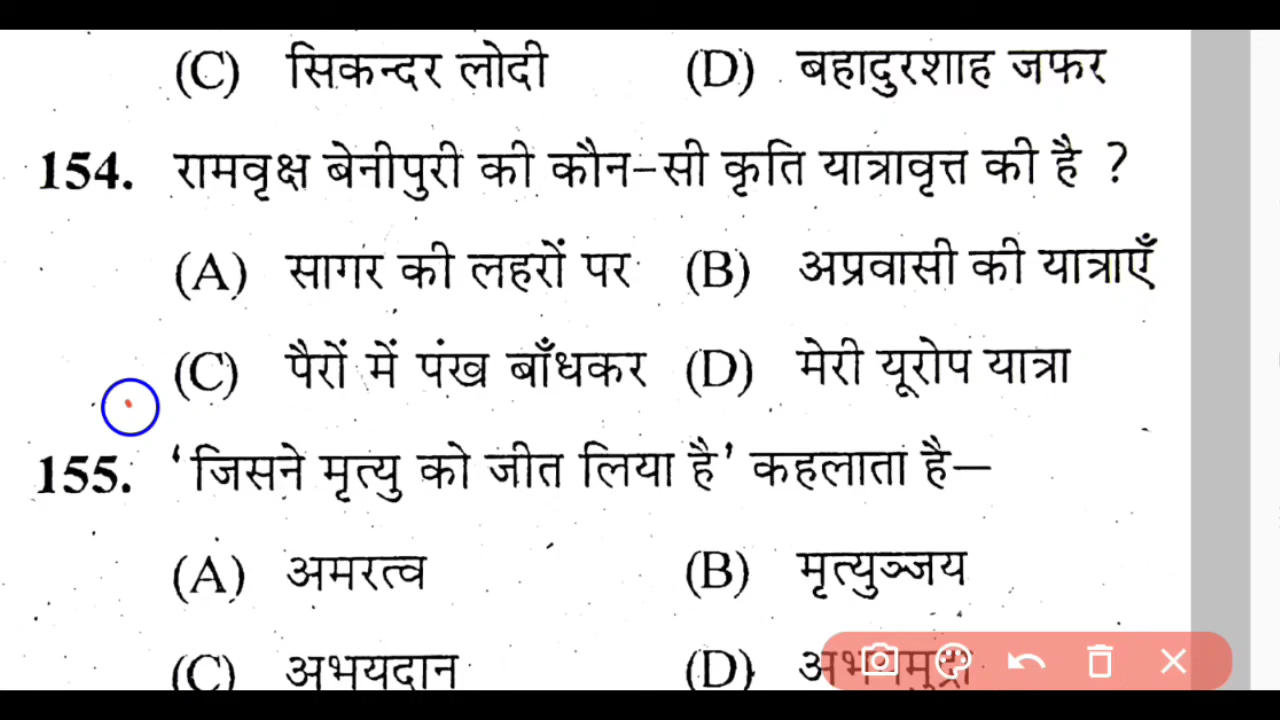 (C) सिकन्दर लोदी (D) बहादुरशाह जफर
154. रामवृक्ष बेनीपुरी की कौन-सी कृति यात्रावृत्त की है ?
(A) सागर की लहरों पर (B) अप्रवासी की यात्राएँ
(C) पैरों में पंख बाँधकर (D) मेरी यूरोप यात्रा
155. 'जिसने मृत्यु को जीत लिया है' कहलाता है—
(A) अमरत्व (B) मृत्युञ्जय
(C) अभयदान (D)